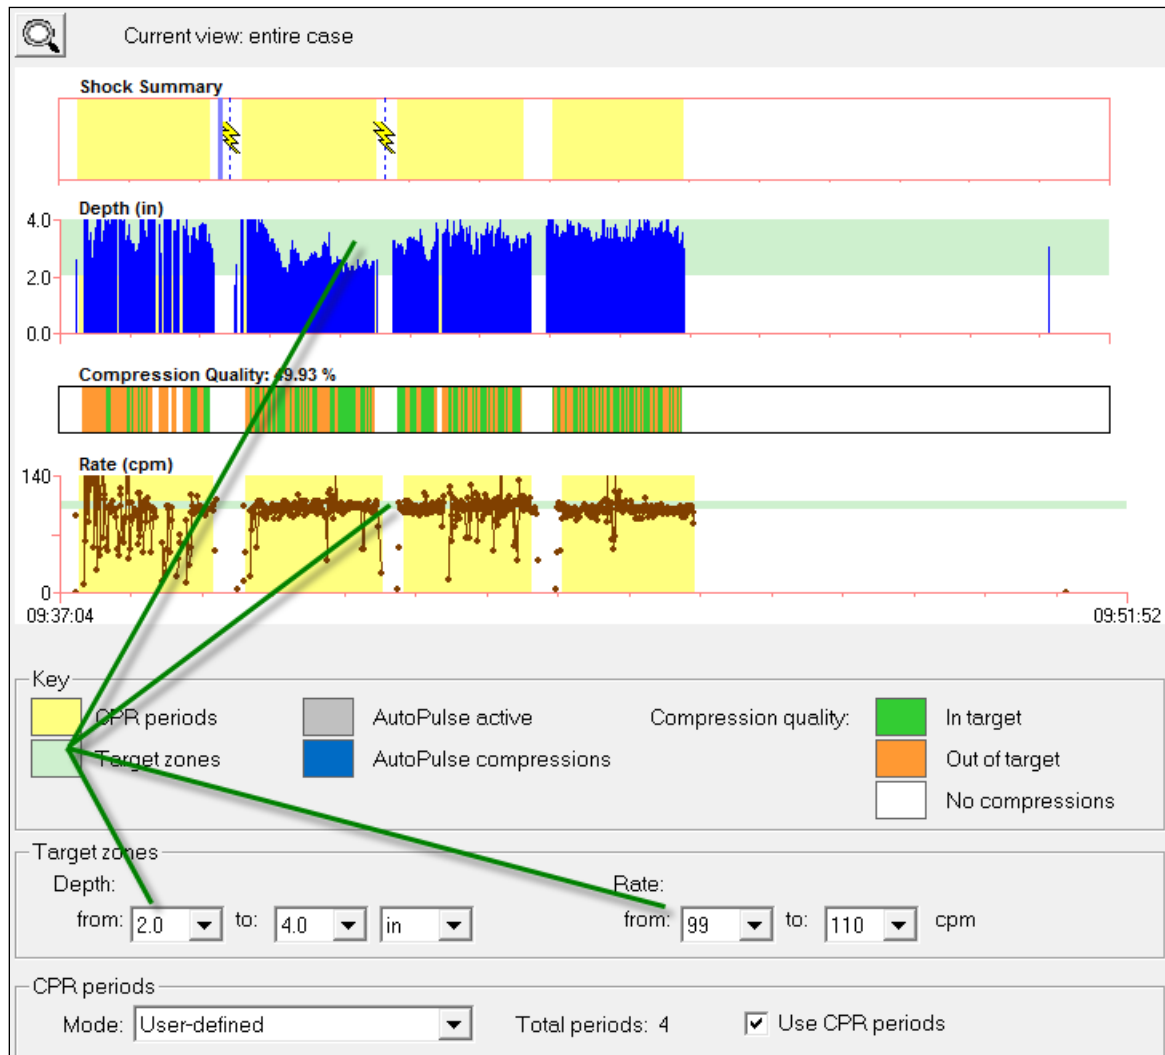 Current view: entire case
Shock Summary
Depth (in)
4.0
2.0
0.0
Compression Quality: 49.93 %
Rate (cpm)
140
0
09:37:04 09:51:52
Key
CPR periods AutoPulse active Compression quality: In target
Target zones AutoPulse compressions Out of target
No compressions
Target zones
Depth: Rate:
from: 2.0 to: 4.0 in from: 99 to: 110 cpm
CPR periods
Mode: User-defined Total periods: 4 Use CPR periods